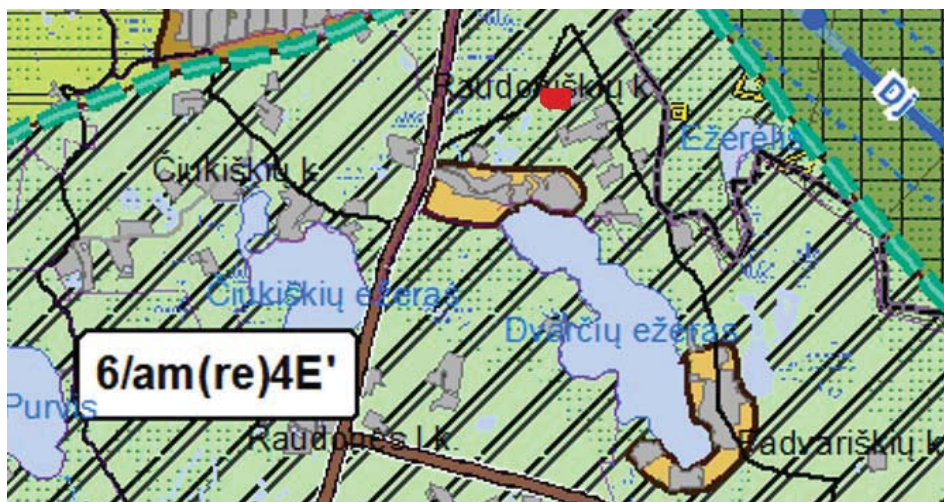 Raudoniškių k.
Dj
Ežerėlis
Čiukiškių k.
Čiukiškių ežeras
Dvarčių ežeras
6/am(re)4E'
Purvis
Raudonės I k.
Padvariškių k.